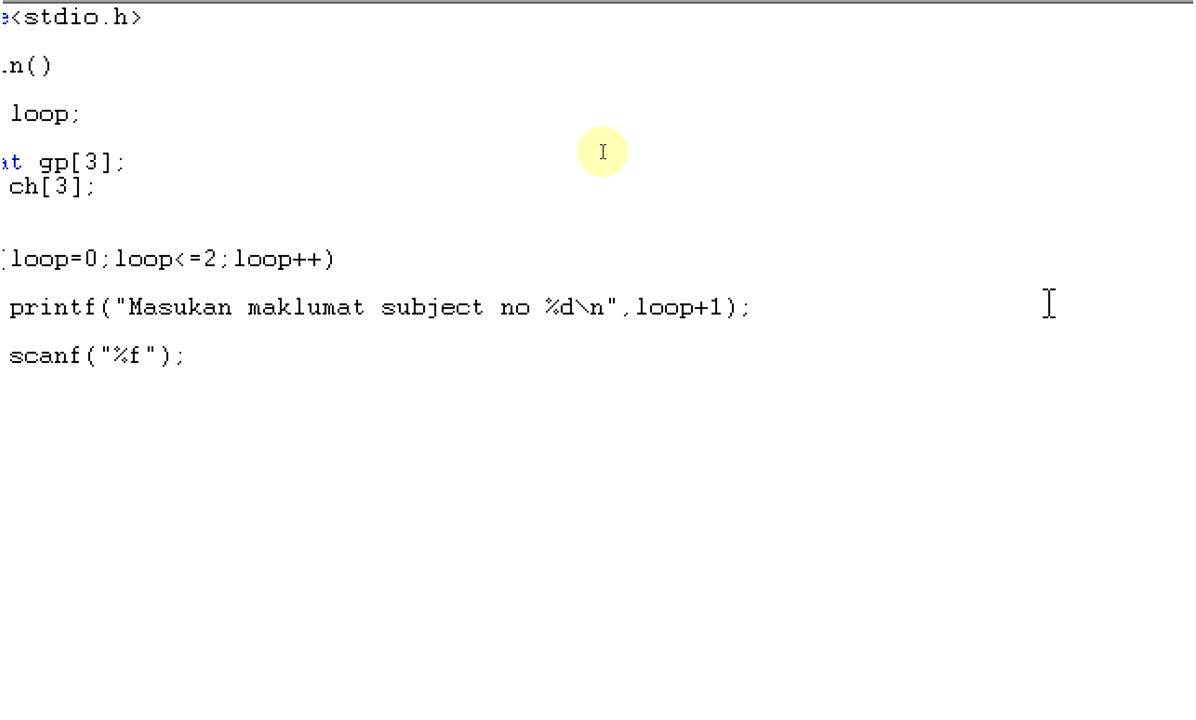 e<stdio.h>
n()
loop;
at gp[3];
ch[3];
(loop=0;loop<=2;loop++)
printf("Masukan maklumat subject no %d\n",loop+1);
scanf("%f");